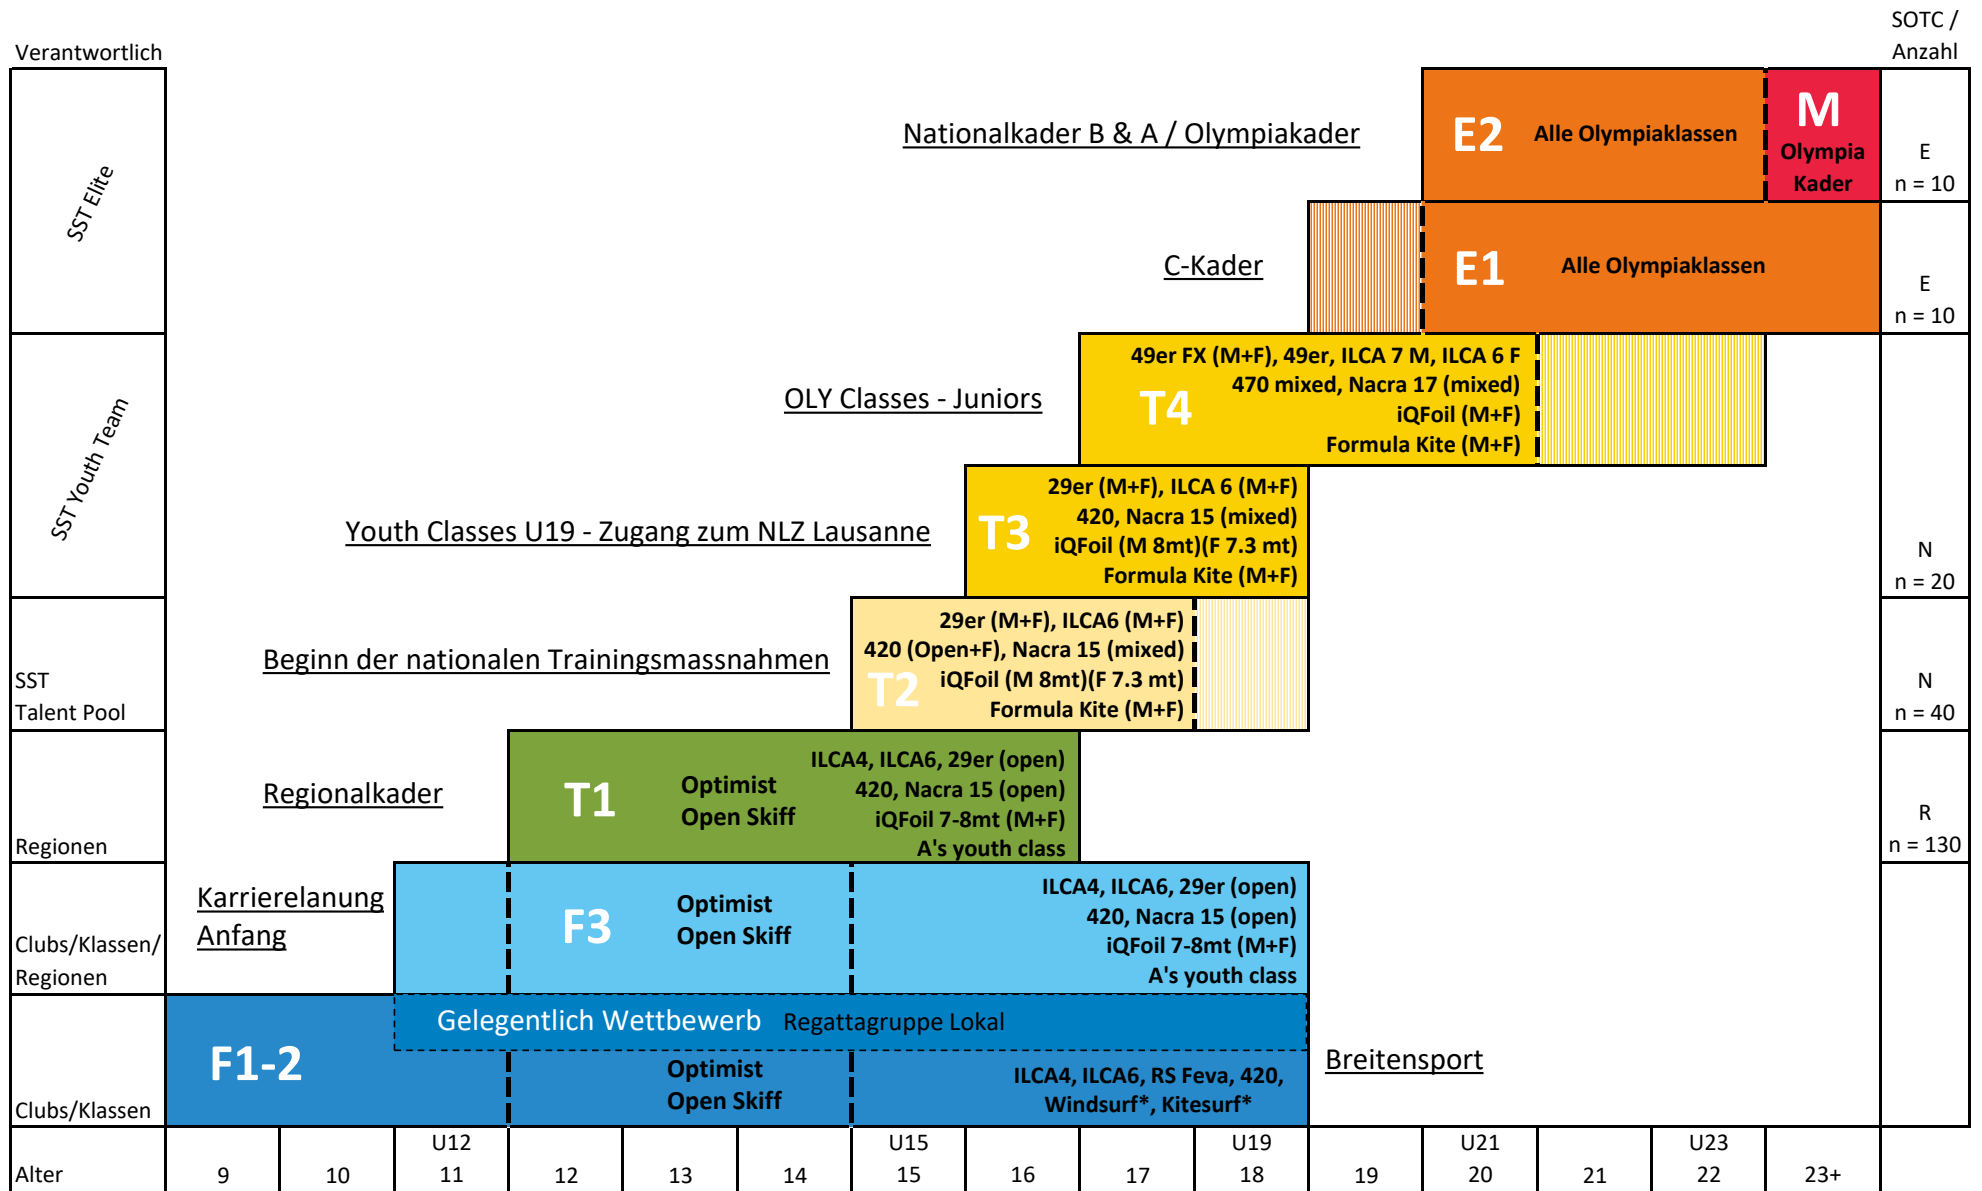 SOTC /
Verantwortlich
Anzahl
SST Elite
Nationalkader B & A / Olympiakader
E2
Alle Olympiaklassen
M
Olympia
Kader
E
n = 10
C-Kader
E1
Alle Olympiaklassen
E
n = 10
SST Youth Team
OLY Classes - Juniors
T4
49er FX (M+F), 49er, ILCA 7 M, ILCA 6 F
470 mixed, Nacra 17 (mixed)
iQFoil (M+F)
Formula Kite (M+F)
Youth Classes U19 - Zugang zum NLZ Lausanne
T3
29er (M+F), ILCA 6 (M+F)
420, Nacra 15 (mixed)
iQFoil (M 8mt)(F 7.3 mt)
Formula Kite (M+F)
N
n = 20
SST
Talent Pool
Beginn der nationalen Trainingsmassnahmen
T2
29er (M+F), ILCA6 (M+F)
420 (Open+F), Nacra 15 (mixed)
iQFoil (M 8mt)(F 7.3 mt)
Formula Kite (M+F)
N
n = 40
Regionen
Regionalkader
T1
Optimist
Open Skiff
ILCA4, ILCA6, 29er (open)
420, Nacra 15 (open)
iQFoil 7-8mt (M+F)
A's youth class
R
n = 130
Clubs/Klassen/
Regionen
Karrierelanung
Anfang
F3
Optimist
Open Skiff
ILCA4, ILCA6, 29er (open)
420, Nacra 15 (open)
iQFoil 7-8mt (M+F)
A's youth class
Clubs/Klassen
F1-2
Gelegentlich Wettbewerb Regattagruppe Lokal
Optimist
Open Skiff
ILCA4, ILCA6, RS Feva, 420,
Windsurf*, Kitesurf*
Breitensport
U12 U15 U19 U21 U23
Alter 9 10 11 12 13 14 15 16 17 18 19 20 21 22 23+